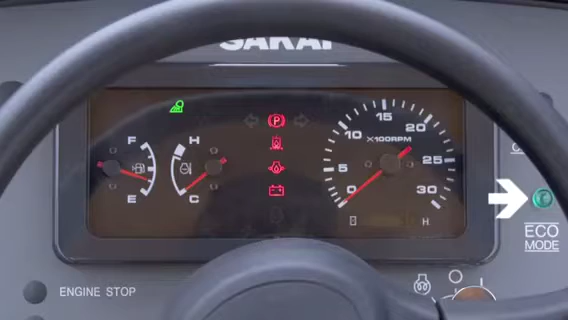 SAKAI
P
15
10
20
X100RPM
F
H
5
25
0
30
E
C
H
ECO
MODE
ENGINE STOP